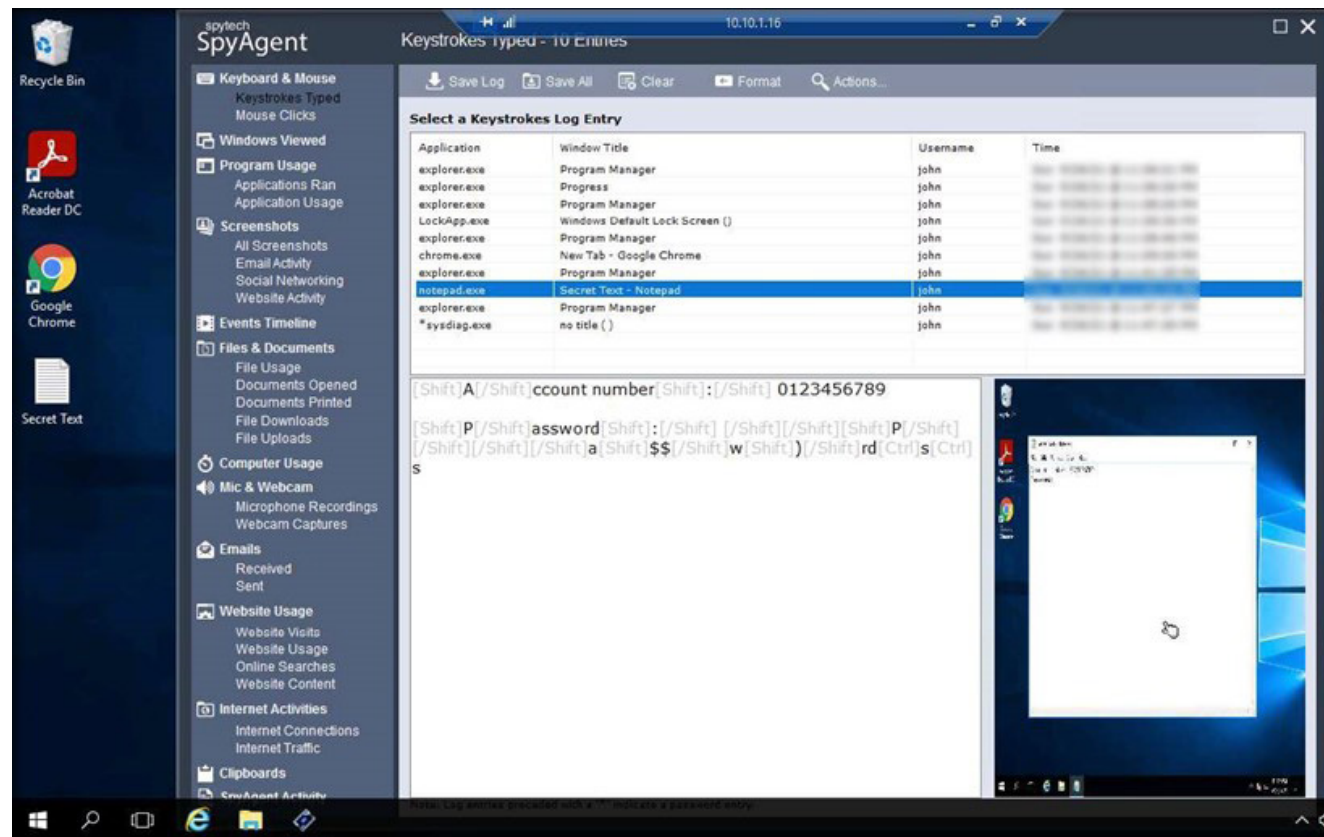 Recycle Bin
Acrobat
Reader DC
Google
Chrome
Secret Text
spytech
SpyAgent
10.10.1.16
Keystrokes Typed - 10 Entries
Keyboard & Mouse
Keystrokes Typed
Mouse Clicks
Windows Viewed
Program Usage
Applications Ran
Application Usage
Screenshots
All Screenshots
Email Activity
Social Networking
Website Activity
Events Timeline
Files & Documents
File Usage
Documents Opened
Documents Printed
File Downloads
File Uploads
Computer Usage
Mic & Webcam
Microphone Recordings
Webcam Captures
Emails
Received
Sent
Website Usage
Website Visits
Website Usage
Online Searches
Website Content
Internet Activities
Internet Connections
Internet Traffic
Clipboards
SpyAgent Activity
Save Log Save All Clear Format Actions...
Select a Keystrokes Log Entry
Application Window Title Username Time
explorer.exe Program Manager john
explorer.exe Progress john
explorer.exe Program Manager john
LockApp.exe Windows Default Lock Screen () john
explorer.exe Program Manager john
chrome.exe New Tab - Google Chrome john
explorer.exe Program Manager john
notepad.exe Secret Text - Notepad john
explorer.exe Program Manager john
*sysdiag.exe no title ( ) john
[Shift]A[/Shift]ccount number[Shift]:[/Shift] 0123456789
[Shift]P[/Shift]assword[Shift]:[/Shift] [/Shift][/Shift][Shift]P[/Shift]
[/Shift][/Shift][/Shift]a[Shift]$$[/Shift]w[Shift])[/Shift]rd[Ctrl]s[Ctrl]
s
Note: Log entries preceded with a '*' indicate a password entry.